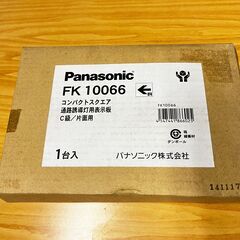 Panasonic
FK 10066
コンパクトスクエア
通路誘導灯用表示板
C級/片面用
FK10066
1台入
ダンボール
パナソニック株式会社
141117